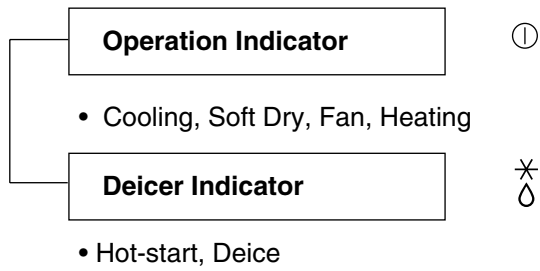 Operation Indicator
• Cooling, Soft Dry, Fan, Heating
Deicer Indicator
• Hot-start, Deice